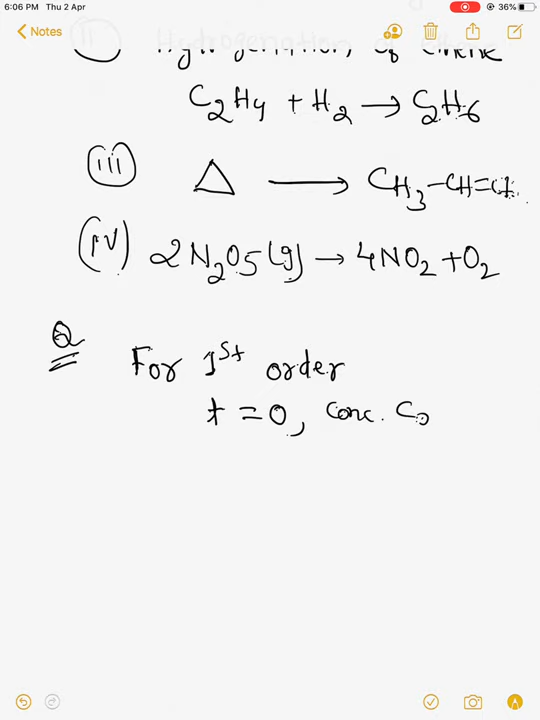 6:06 PM Thu 2 Apr 36%
Notes
C2H4 + H2 → C2H6
(iii) △ → CH3-CH=CH
(iv) 2N2O5(g) → 4NO2 + O2
Q
For 1st order
t = 0, conc. C0